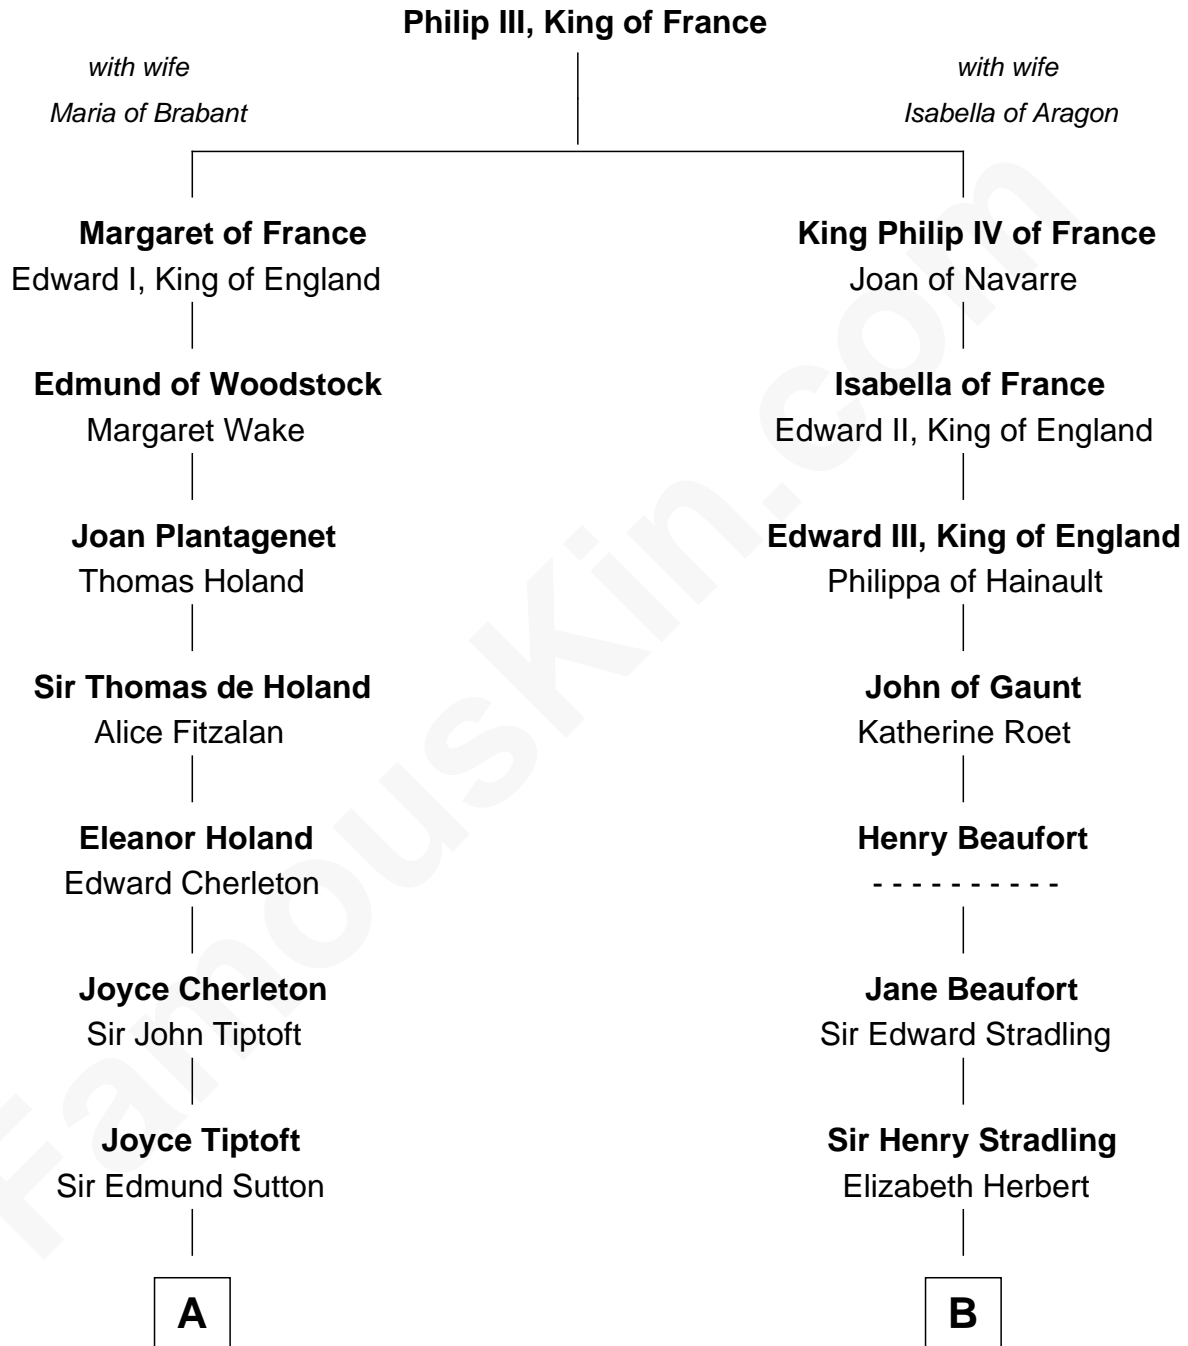 Philip III, King of France
with wife
Maria of Brabant
with wife
Isabella of Aragon
Margaret of France
Edward I, King of England
King Philip IV of France
Joan of Navarre
Edmund of Woodstock
Margaret Wake
Isabella of France
Edward II, King of England
Joan Plantagenet
Thomas Holand
Edward III, King of England
Philippa of Hainault
Sir Thomas de Holand
Alice Fitzalan
John of Gaunt
Katherine Roet
Eleanor Holand
Edward Cherleton
Henry Beaufort
- - - - - - - - - -
Joyce Cherleton
Sir John Tiptoft
Jane Beaufort
Sir Edward Stradling
Joyce Tiptoft
Sir Edmund Sutton
Sir Henry Stradling
Elizabeth Herbert
A
B
FamousKin.com